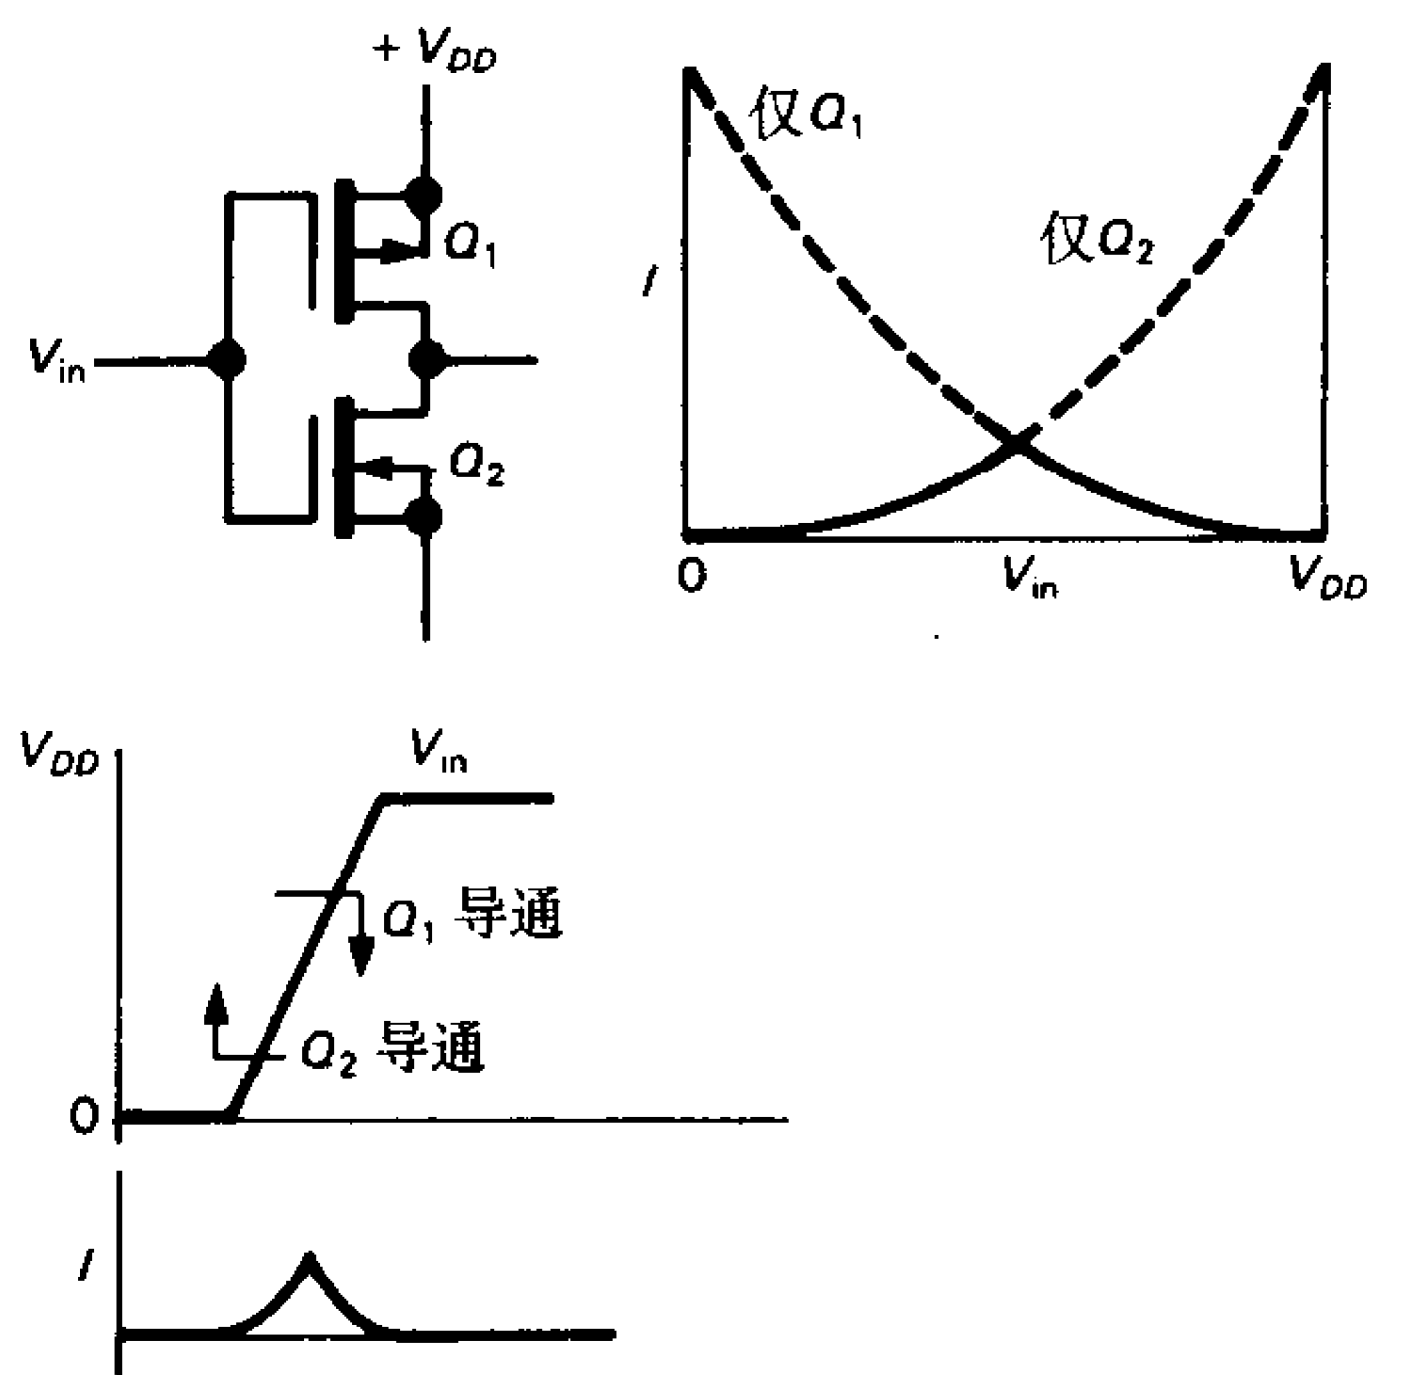 + V_DD
Q₁
V_in
Q₂
仅Q₁
仅Q₂
I
0
V_in
V_DD
V_DD
V_in
Q₁ 导通
Q₂ 导通
0
I